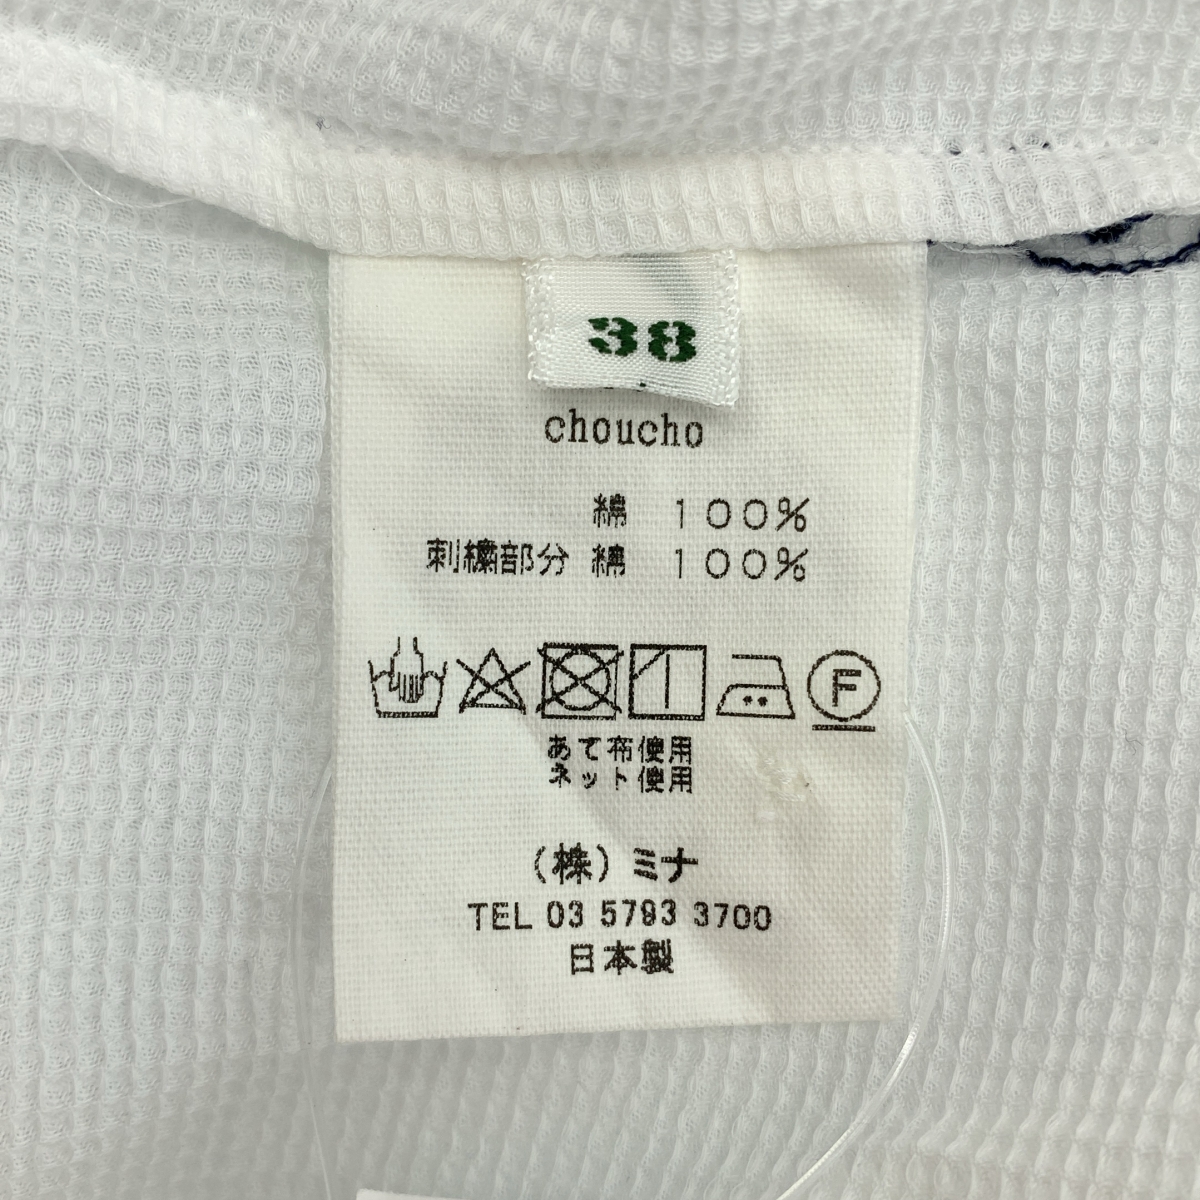 38
choucho
綿 100%
刺繍部分 綿 100%
F
あて布使用
ネット使用
(株)ミナ
TEL 03 5793 3700
日本製